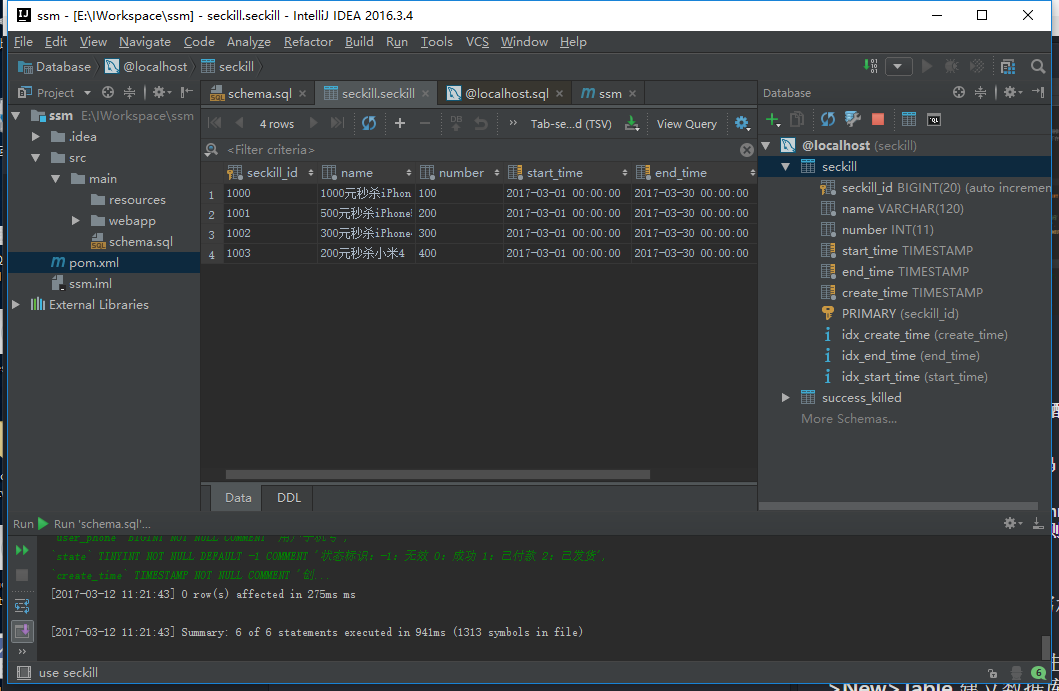 ssm - [E:\IWorkspace\ssm] - seckill.seckill - IntelliJ IDEA 2016.3.4
File Edit View Navigate Code Analyze Refactor Build Run Tools VCS Window Help
Database @localhost seckill
Project
schema.sql seckill.seckill @localhost.sql ssm
Database
ssm E:\IWorkspace\ssm
.idea
src
main
resources
webapp
schema.sql
pom.xml
ssm.iml
External Libraries
4 rows Tab-se...d (TSV) View Query
<Filter criteria>
seckill_id name number start_time end_time
1 1000 1000元秒杀iPhon 100 2017-03-01 00:00:00 2017-03-30 00:00:00
2 1001 500元秒杀iPhone 200 2017-03-01 00:00:00 2017-03-30 00:00:00
3 1002 300元秒杀iPhone 300 2017-03-01 00:00:00 2017-03-30 00:00:00
4 1003 200元秒杀小米4 400 2017-03-01 00:00:00 2017-03-30 00:00:00
Data DDL
@localhost (seckill)
seckill
seckill_id BIGINT(20) (auto incremen
name VARCHAR(120)
number INT(11)
start_time TIMESTAMP
end_time TIMESTAMP
create_time TIMESTAMP
PRIMARY (seckill_id)
idx_create_time (create_time)
idx_end_time (end_time)
idx_start_time (start_time)
success_killed
More Schemas...
Run Run 'schema.sql'...
`user_phone` BIGINT NOT NULL COMMENT '用户手机号',
`state` TINYINT NOT NULL DEFAULT -1 COMMENT '状态标识：-1：无效 0：成功 1：已付款 2：已发货',
`create_time` TIMESTAMP NOT NULL COMMENT '创...
[2017-03-12 11:21:43] 0 row(s) affected in 275ms ms
[2017-03-12 11:21:43] Summary: 6 of 6 statements executed in 941ms (1313 symbols in file)
use seckill
6
>New>Table